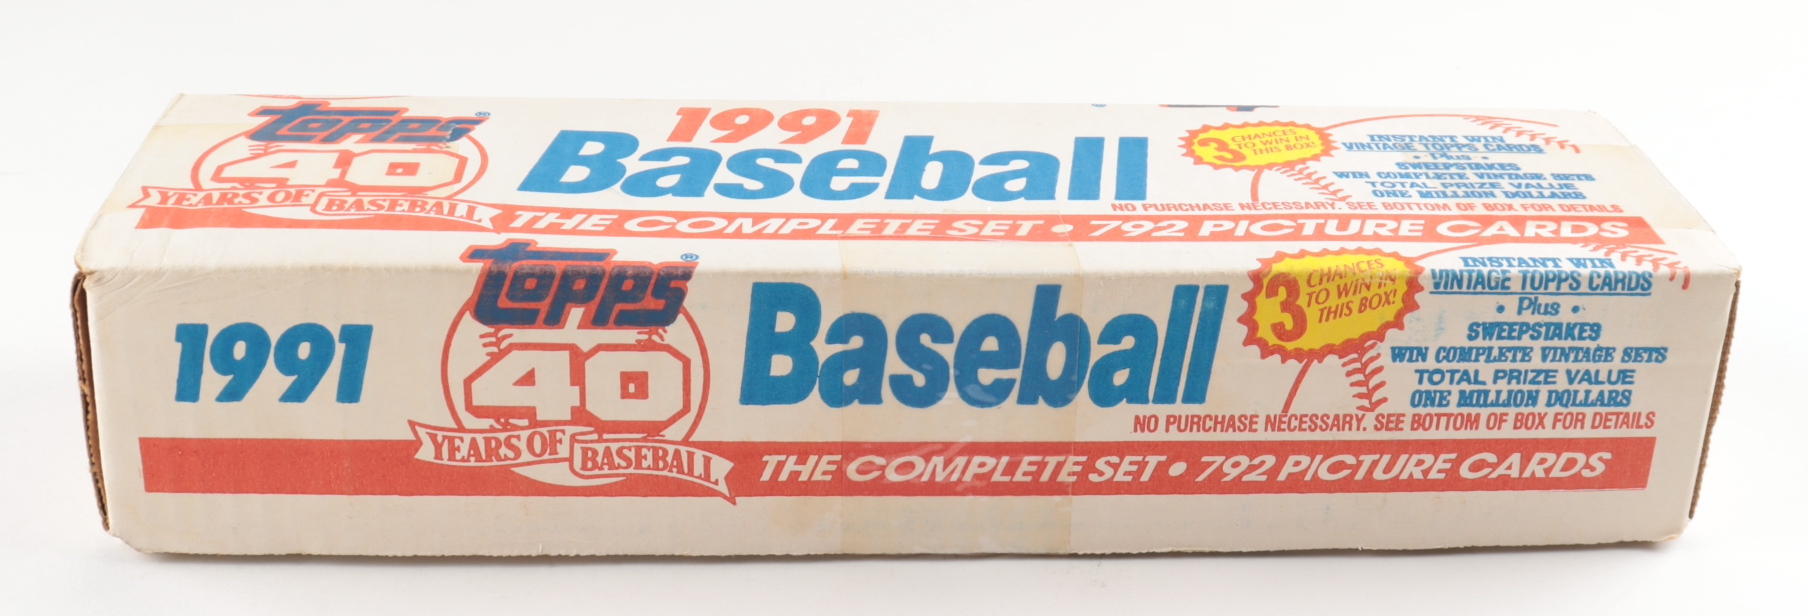 topps®
40
YEARS OF BASEBALL
1991
Baseball
3 CHANCES
TO WIN IN
THIS BOX!
INSTANT WIN
VINTAGE TOPPS CARDS
• Plus •
SWEEPSTAKES
WIN COMPLETE VINTAGE SETS
TOTAL PRIZE VALUE
ONE MILLION DOLLARS
NO PURCHASE NECESSARY. SEE BOTTOM OF BOX FOR DETAILS
THE COMPLETE SET • 792 PICTURE CARDS
1991
topps®
40
YEARS OF BASEBALL
Baseball
3 CHANCES
TO WIN IN
THIS BOX!
INSTANT WIN
VINTAGE TOPPS CARDS
• Plus •
SWEEPSTAKES
WIN COMPLETE VINTAGE SETS
TOTAL PRIZE VALUE
ONE MILLION DOLLARS
NO PURCHASE NECESSARY. SEE BOTTOM OF BOX FOR DETAILS
THE COMPLETE SET • 792 PICTURE CARDS